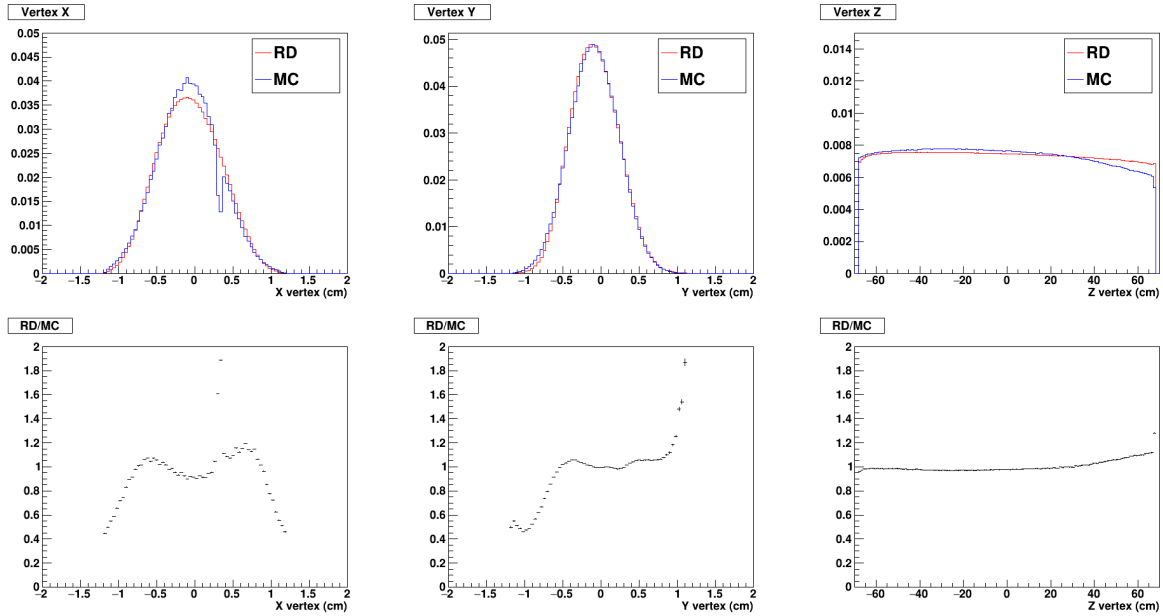 Vertex X
0.05
0.045
0.04
0.035
0.03
0.025
0.02
0.015
0.01
0.005
0
RD
MC
−2 −1.5 −1 −0.5 0 0.5 1 1.5 2
X vertex (cm)
Vertex Y
0.05
0.04
0.03
0.02
0.01
0
RD
MC
−2 −1.5 −1 −0.5 0 0.5 1 1.5 2
Y vertex (cm)
Vertex Z
0.014
0.012
0.01
0.008
0.006
0.004
0.002
0
RD
MC
−60 −40 −20 0 20 40 60
Z vertex (cm)
RD/MC
2
1.8
1.6
1.4
1.2
1
0.8
0.6
0.4
0.2
0
−2 −1.5 −1 −0.5 0 0.5 1 1.5 2
X vertex (cm)
RD/MC
2
1.8
1.6
1.4
1.2
1
0.8
0.6
0.4
0.2
0
−2 −1.5 −1 −0.5 0 0.5 1 1.5 2
Y vertex (cm)
RD/MC
2
1.8
1.6
1.4
1.2
1
0.8
0.6
0.4
0.2
0
−60 −40 −20 0 20 40 60
Z vertex (cm)